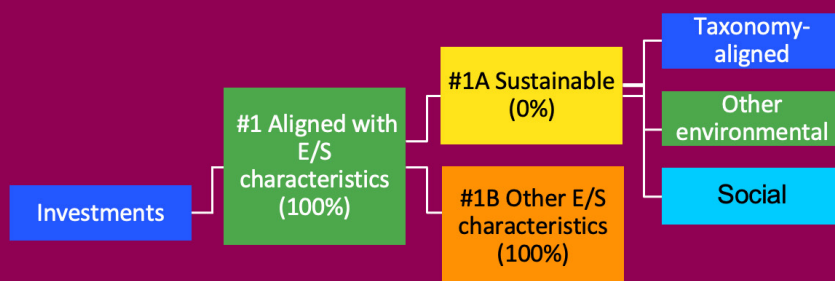 Investments
#1 Aligned with
E/S
characteristics
(100%)
#1A Sustainable
(0%)
#1B Other E/S
characteristics
(100%)
Taxonomy-
aligned
Other
environmental
Social